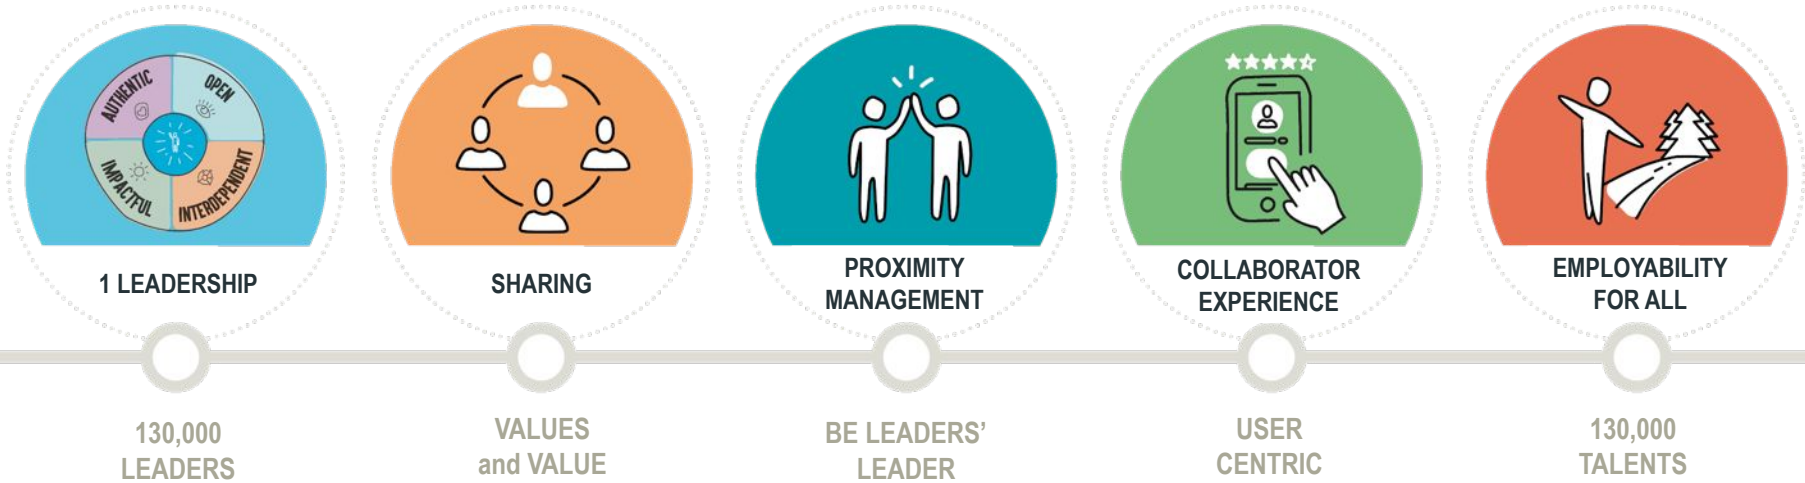 AUTHENTIC
OPEN
IMPACTFUL
INTERDEPENDENT
1 LEADERSHIP
SHARING
PROXIMITY
MANAGEMENT
COLLABORATOR
EXPERIENCE
EMPLOYABILITY
FOR ALL
130,000
LEADERS
VALUES
and VALUE
BE LEADERS’
LEADER
USER
CENTRIC
130,000
TALENTS